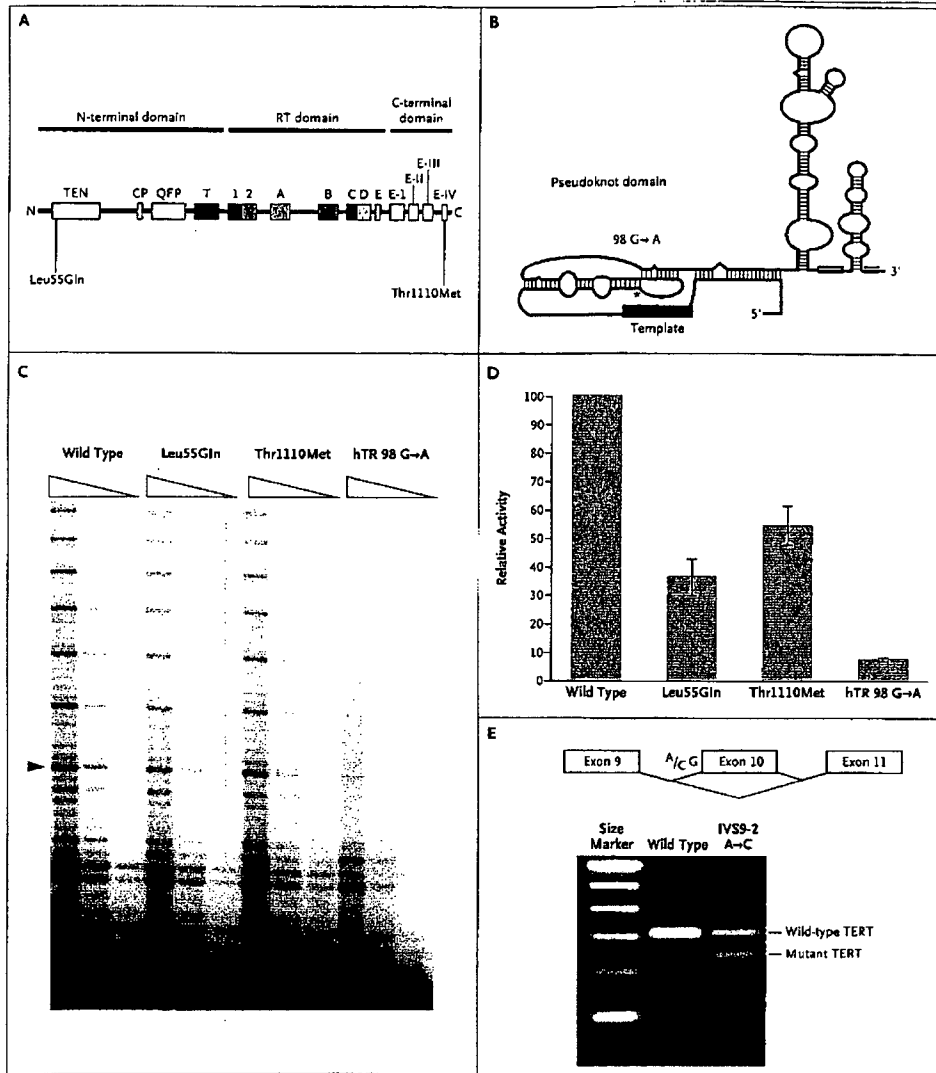 A
N-terminal domain
RT domain
C-terminal
domain
E-III
E-II
TEN CP QFP T 1 2 A B C D E E-1 E-IV
N C
Leu55Gln
Thr1110Met
B
Pseudoknot domain
98 G→A
*
Template
5'
3'
C
Wild Type Leu55Gln Thr1110Met hTR 98 G→A
D
Relative Activity
100
90
80
70
60
50
40
30
20
10
0
Wild Type Leu55Gln Thr1110Met hTR 98 G→A
E
Exon 9 A/C G Exon 10 Exon 11
Size
Marker
Wild Type
IVS9-2
A→C
Wild-type TERT
Mutant TERT